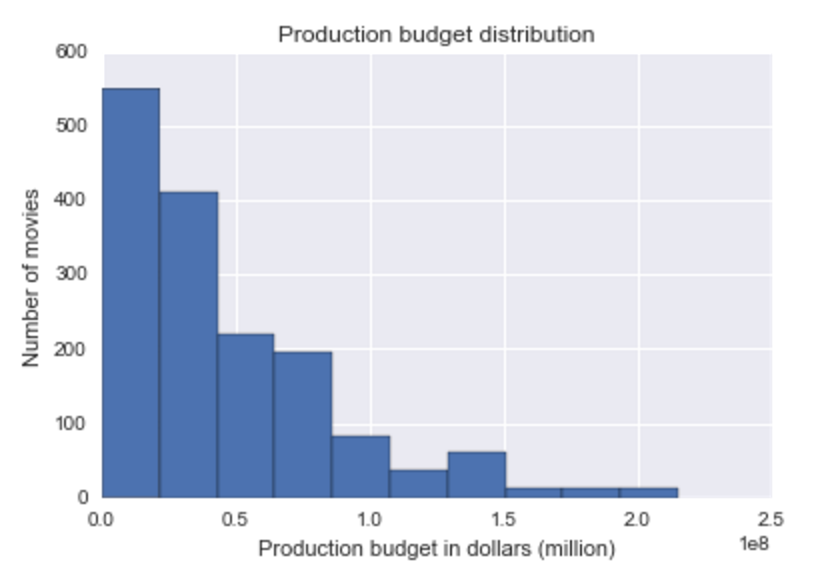 Production budget distribution
600
500
400
300
200
100
0
Number of movies
0.0 0.5 1.0 1.5 2.0 2.5
1e8
Production budget in dollars (million)